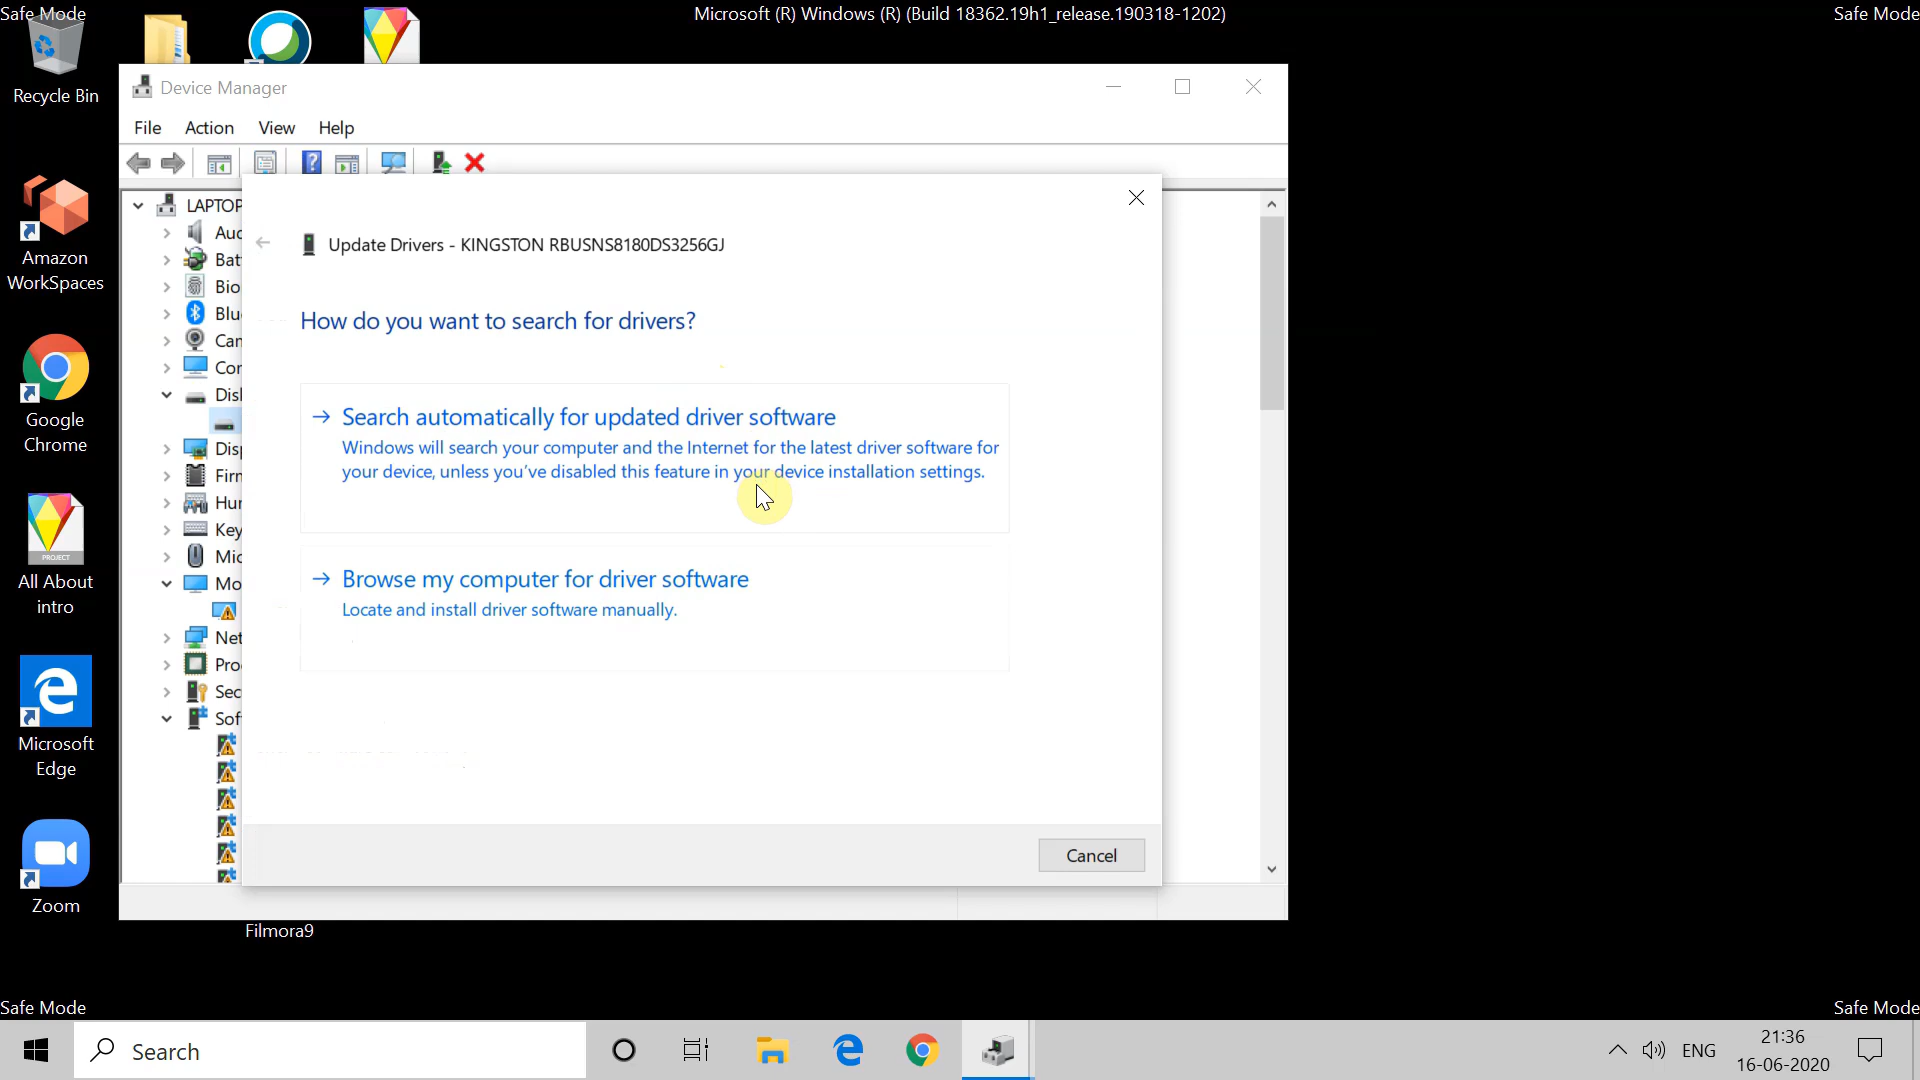 Safe Mode
Microsoft (R) Windows (R) (Build 18362.19h1_release.190318-1202)
Safe Mode
Recycle Bin
Amazon
WorkSpaces
Google
Chrome
PROJECT
All About
intro
Microsoft
Edge
Zoom
Filmora9
Device Manager
File Action View Help
LAPTOP
Aud
Bat
Bio
Blu
Can
Cor
Disk
Disp
Firn
Hur
Key
Mic
Mo
Net
Pro
Sec
Sof
Update Drivers - KINGSTON RBUSNS8180DS3256GJ
How do you want to search for drivers?
Search automatically for updated driver software
Windows will search your computer and the Internet for the latest driver software for
your device, unless you've disabled this feature in your device installation settings.
Browse my computer for driver software
Locate and install driver software manually.
Cancel
Safe Mode
Safe Mode
Search
ENG
21:36
16-06-2020